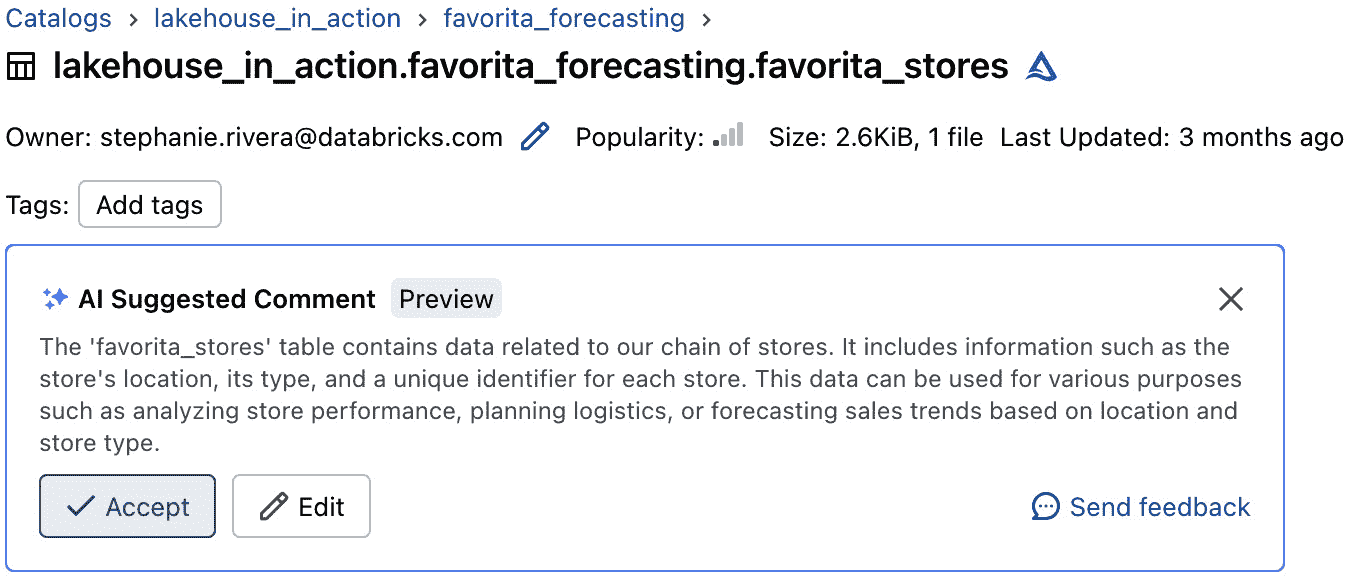 Catalogs > lakehouse_in_action > favorita_forecasting >
lakehouse_in_action.favorita_forecasting.favorita_stores
Owner: stephanie.rivera@databricks.com Popularity: Size: 2.6KiB, 1 file Last Updated: 3 months ago
Tags: Add tags
AI Suggested Comment Preview
The 'favorita_stores' table contains data related to our chain of stores. It includes information such as the
store's location, its type, and a unique identifier for each store. This data can be used for various purposes
such as analyzing store performance, planning logistics, or forecasting sales trends based on location and
store type.
Accept Edit Send feedback